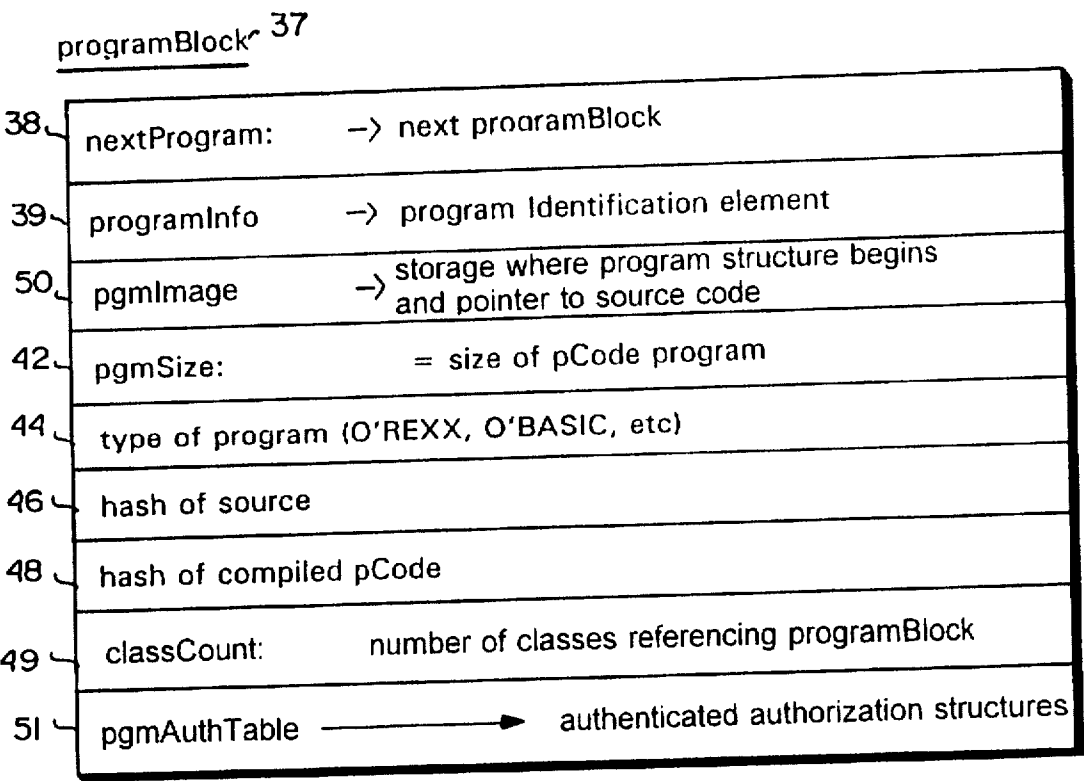 programBlock 37
38 nextProgram: -> next programBlock
39 programInfo -> program Identification element
50 pgmImage -> storage where program structure begins
and pointer to source code
42 pgmSize: = size of pCode program
44 type of program (O'REXX, O'BASIC, etc)
46 hash of source
48 hash of compiled pCode
49 classCount: number of classes referencing programBlock
51 pgmAuthTable → authenticated authorization structures